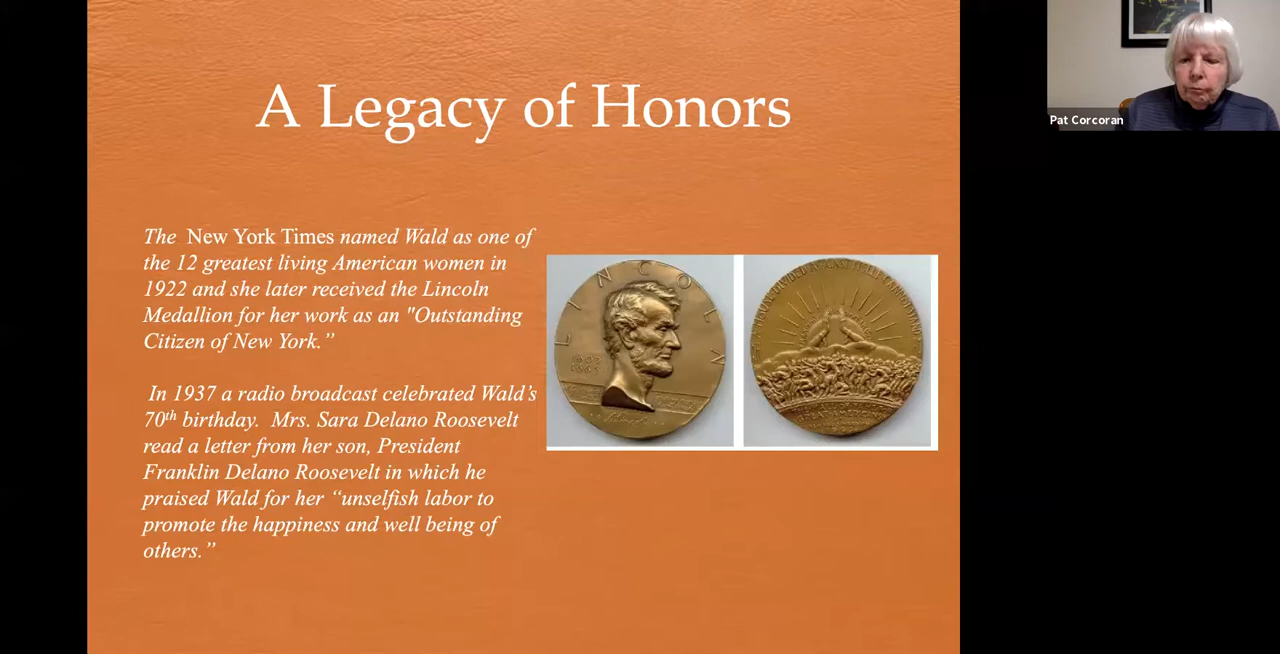 A Legacy of Honors
The New York Times named Wald as one of
the 12 greatest living American women in
1922 and she later received the Lincoln
Medallion for her work as an "Outstanding
Citizen of New York.”
In 1937 a radio broadcast celebrated Wald’s
70th birthday. Mrs. Sara Delano Roosevelt
read a letter from her son, President
Franklin Delano Roosevelt in which he
praised Wald for her “unselfish labor to
promote the happiness and well being of
others.”
LINCOLN
Pat Corcoran